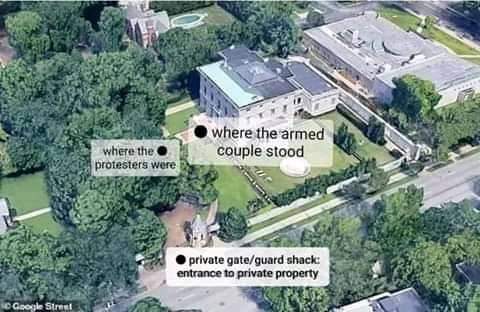 where the armed
couple stood
where the
protesters were
private gate/guard shack:
entrance to private property
© Google Street